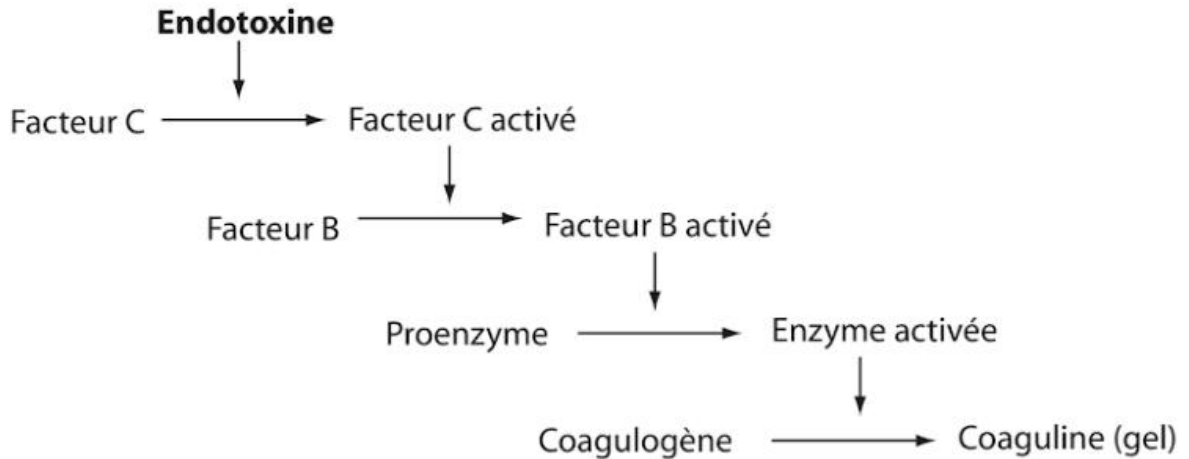 Endotoxine
Facteur C
Facteur C activé
Facteur B
Facteur B activé
Proenzyme
Enzyme activée
Coagulogène
Coaguline (gel)